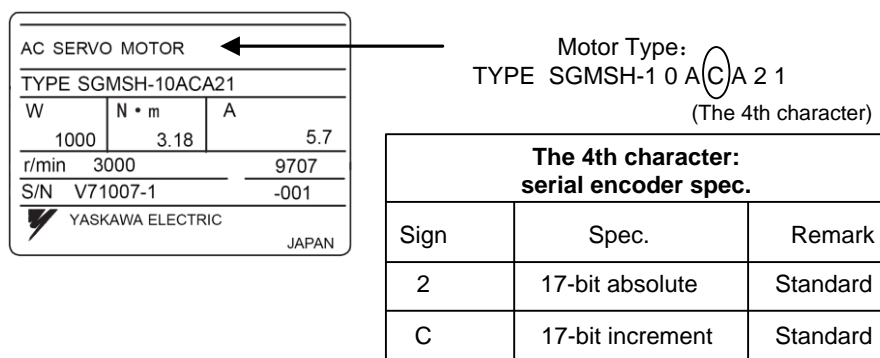 AC SERVO MOTOR
TYPE SGMSH-10ACA21
W N・m A
1000 3.18 5.7
r/min 3000 9707
S/N V71007-1 -001
YASKAWA ELECTRIC
JAPAN
Motor Type：
TYPE SGMSH-1 0 A C A 2 1
(The 4th character)
The 4th character:
serial encoder spec.
Sign Spec. Remark
2 17-bit absolute Standard
C 17-bit increment Standard